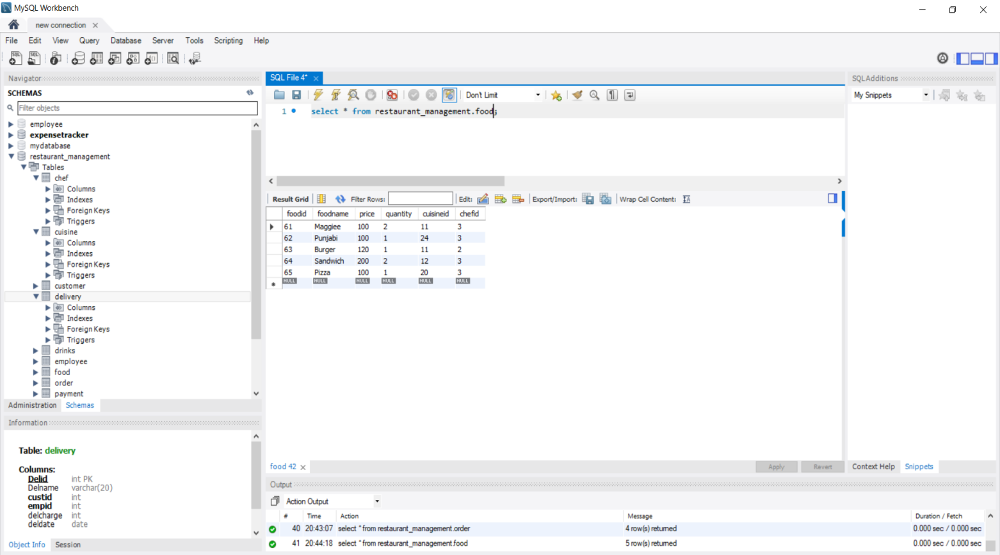 MySQL Workbench
new connection
File Edit View Query Database Server Tools Scripting Help
Navigator
SCHEMAS
Filter objects
employee
expensetracker
mydatabase
restaurant_management
Tables
chef
Columns
Indexes
Foreign Keys
Triggers
cuisine
Columns
Indexes
Foreign Keys
Triggers
customer
delivery
Columns
Indexes
Foreign Keys
Triggers
drinks
employee
food
order
payment
Administration Schemas
Information
Table: delivery
Columns:
Delid int PK
Delname varchar(20)
custid int
empid int
delcharge int
deldate date
Object Info Session
SQL File 4*
Don't Limit
1 select * from restaurant_management.food;
Result Grid Filter Rows: Edit: Export/Import: Wrap Cell Content:
foodid foodname price quantity cuisineid chefid
61 Maggiee 100 2 11 3
62 Punjabi 100 1 24 3
63 Burger 120 1 11 2
64 Sandwich 200 2 12 3
65 Pizza 100 1 20 3
NULL NULL NULL NULL NULL NULL
food 42
Apply Revert
SQLAdditions
My Snippets
Context Help Snippets
Output
Action Output
# Time Action Message Duration / Fetch
40 20:43:07 select * from restaurant_management.order 4 row(s) returned 0.000 sec / 0.000 sec
41 20:44:18 select * from restaurant_management.food 5 row(s) returned 0.000 sec / 0.000 sec